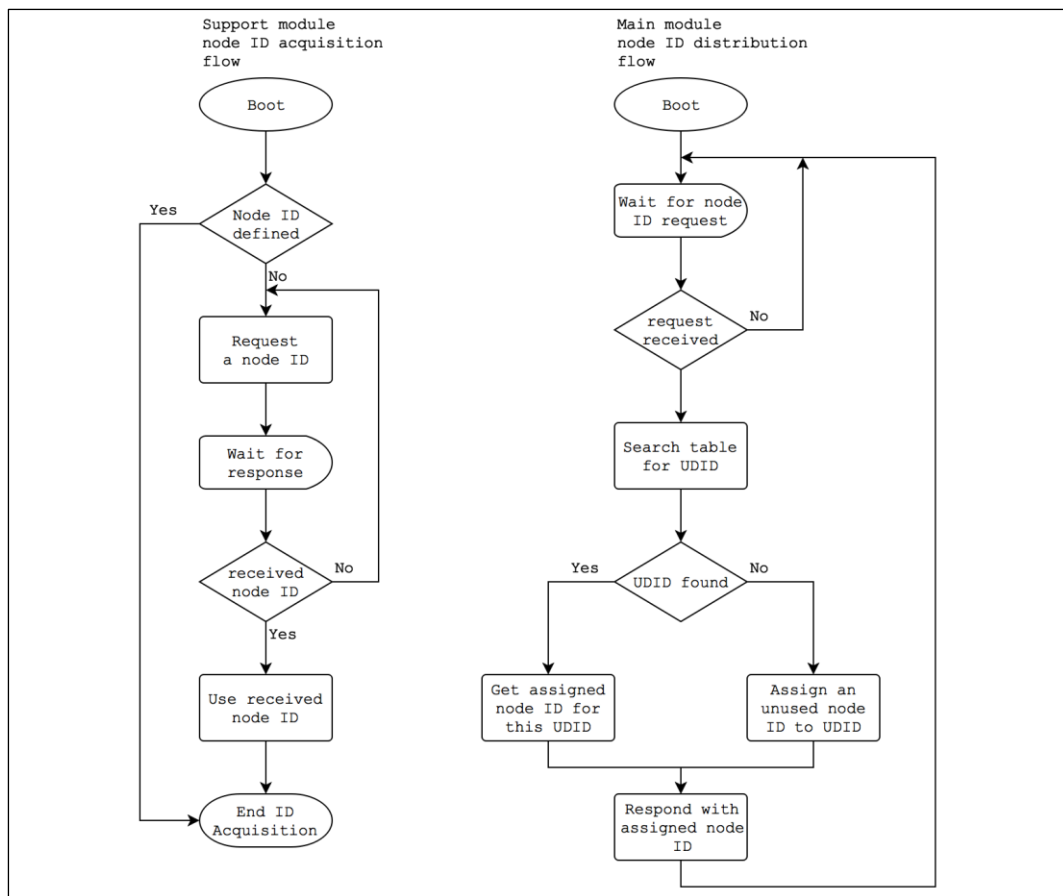 Support module
node ID acquisition
flow
Boot
Yes
Node ID
defined
No
Request
a node ID
Wait for
response
received
node ID
No
Yes
Use received
node ID
End ID
Acquisition
Main module
node ID distribution
flow
Boot
Wait for node
ID request
request
received
No
Search table
for UDID
Yes
UDID found
No
Get assigned
node ID for
this UDID
Assign an
unused node
ID to UDID
Respond with
assigned node
ID